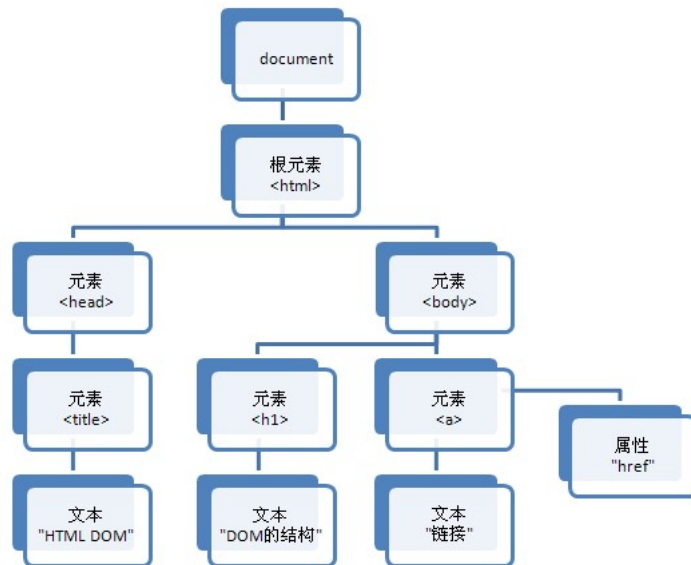 document
根元素
<html>
元素
<head>
元素
<body>
元素
<title>
元素
<h1>
元素
<a>
属性
"href"
文本
"HTML DOM"
文本
"DOM的结构"
文本
"链接"